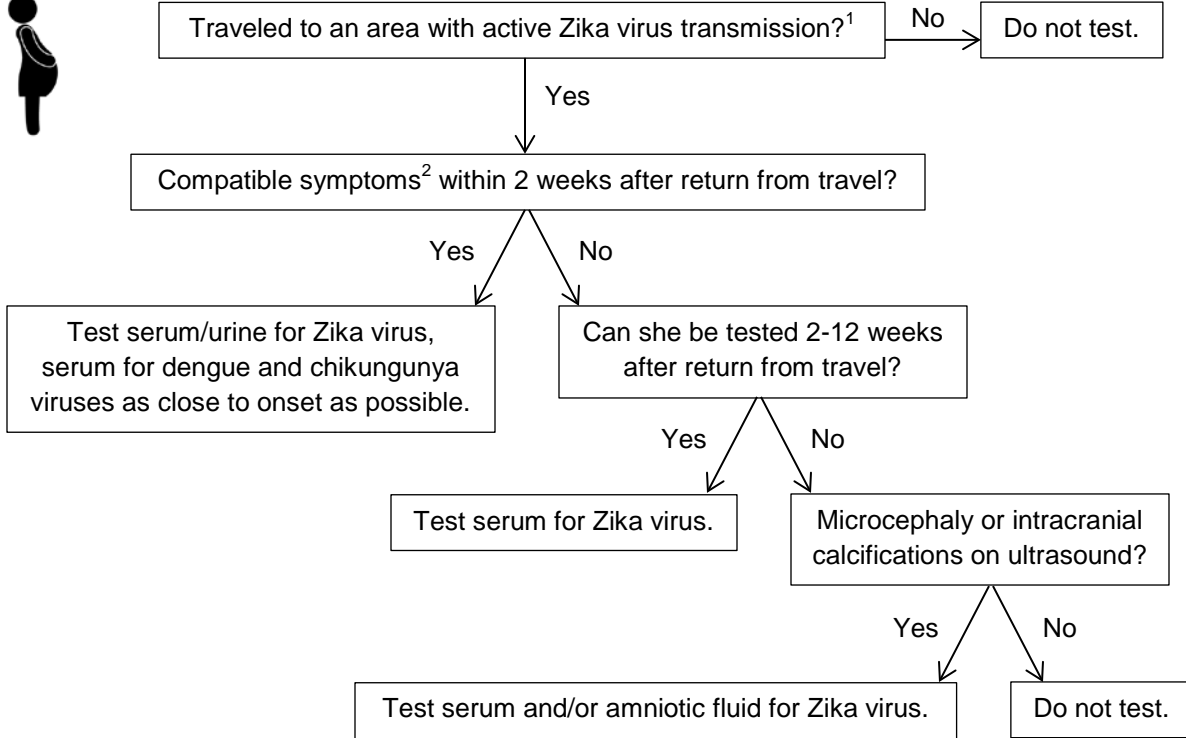 Traveled to an area with active Zika virus transmission?1
No
Do not test.
Yes
Compatible symptoms2 within 2 weeks after return from travel?
Yes
No
Test serum/urine for Zika virus,
serum for dengue and chikungunya
viruses as close to onset as possible.
Can she be tested 2-12 weeks
after return from travel?
Yes
No
Test serum for Zika virus.
Microcephaly or intracranial
calcifications on ultrasound?
Yes
No
Test serum and/or amniotic fluid for Zika virus.
Do not test.